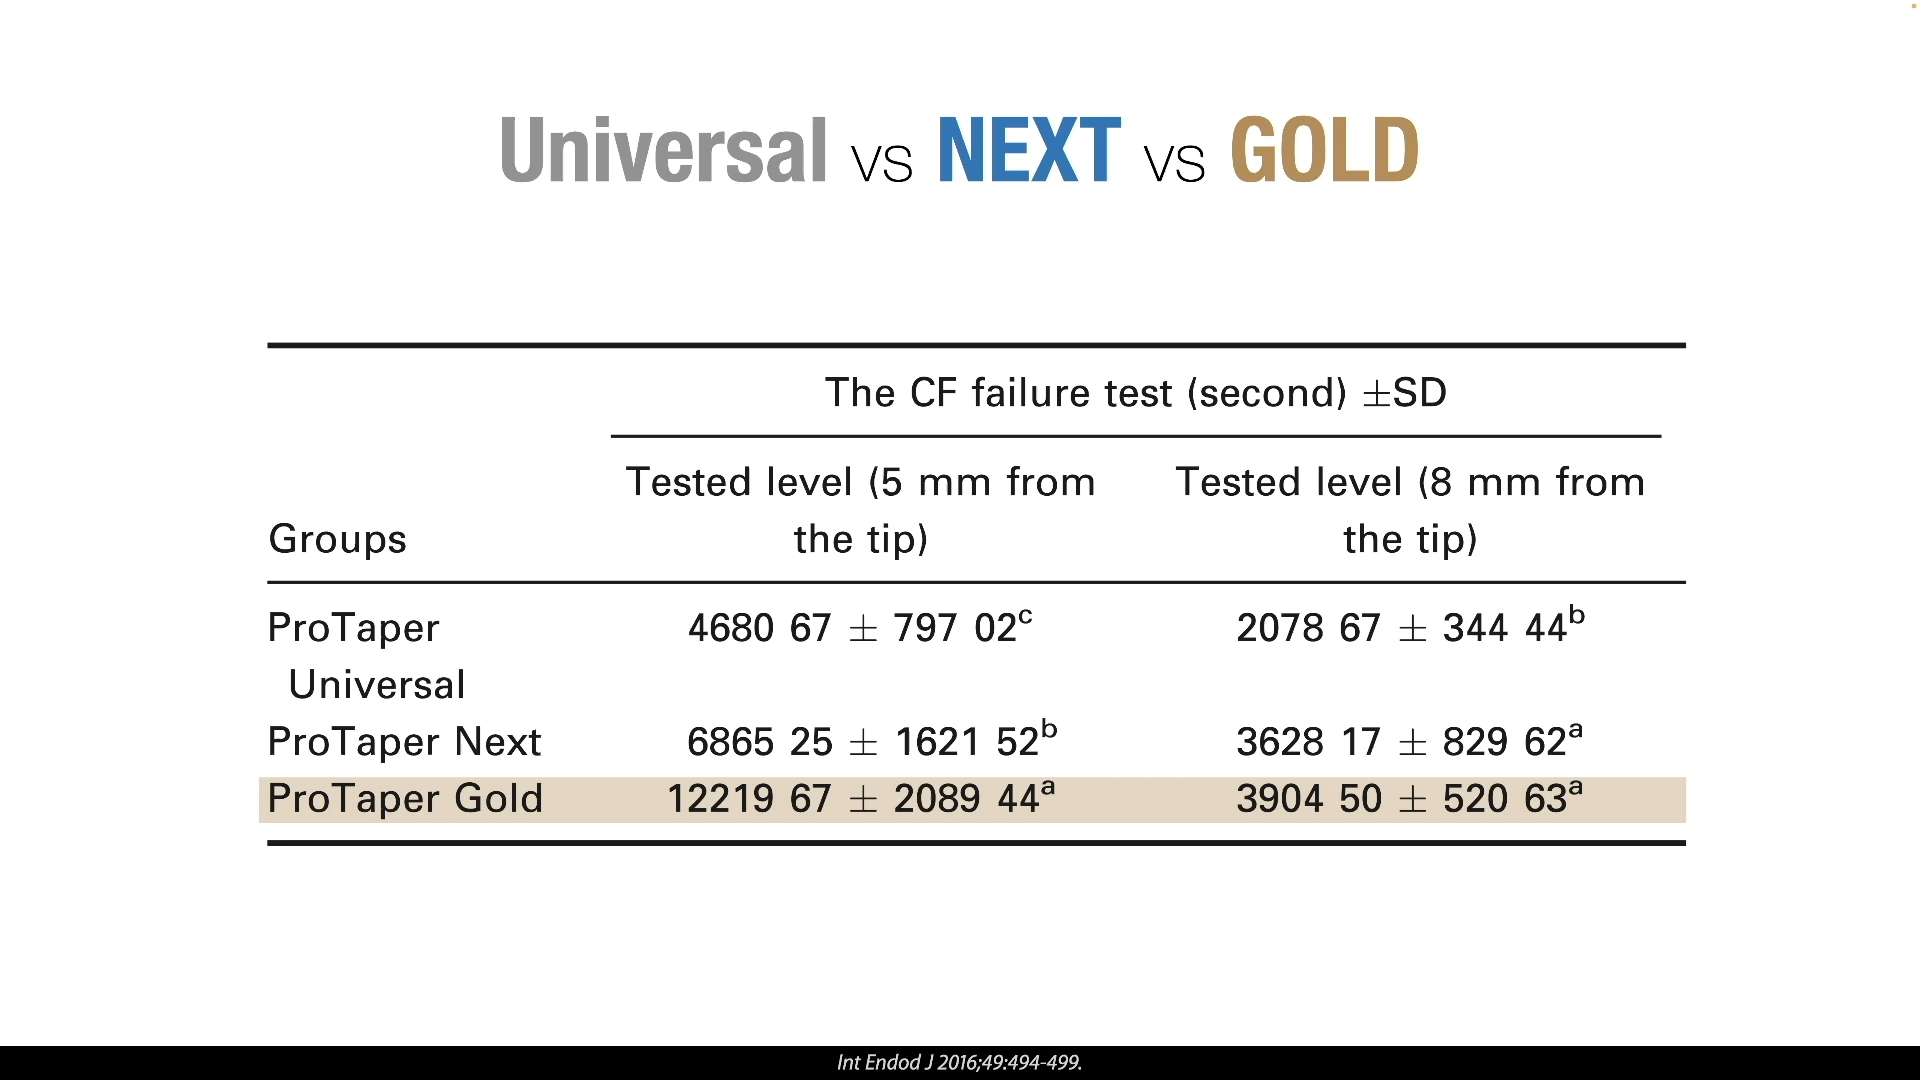 Universal vs NEXT vs GOLD
The CF failure test (second) ±SD
Tested level (5 mm from
Tested level (8 mm from
Groups
the tip)
the tip)
ProTaper 4680 67 ± 797 02ᶜ 2078 67 ± 344 44ᵇ
Universal
ProTaper Next 6865 25 ± 1621 52ᵇ 3628 17 ± 829 62ᵃ
ProTaper Gold 12219 67 ± 2089 44ᵃ 3904 50 ± 520 63ᵃ
Int Endod J 2016;49:494-499.